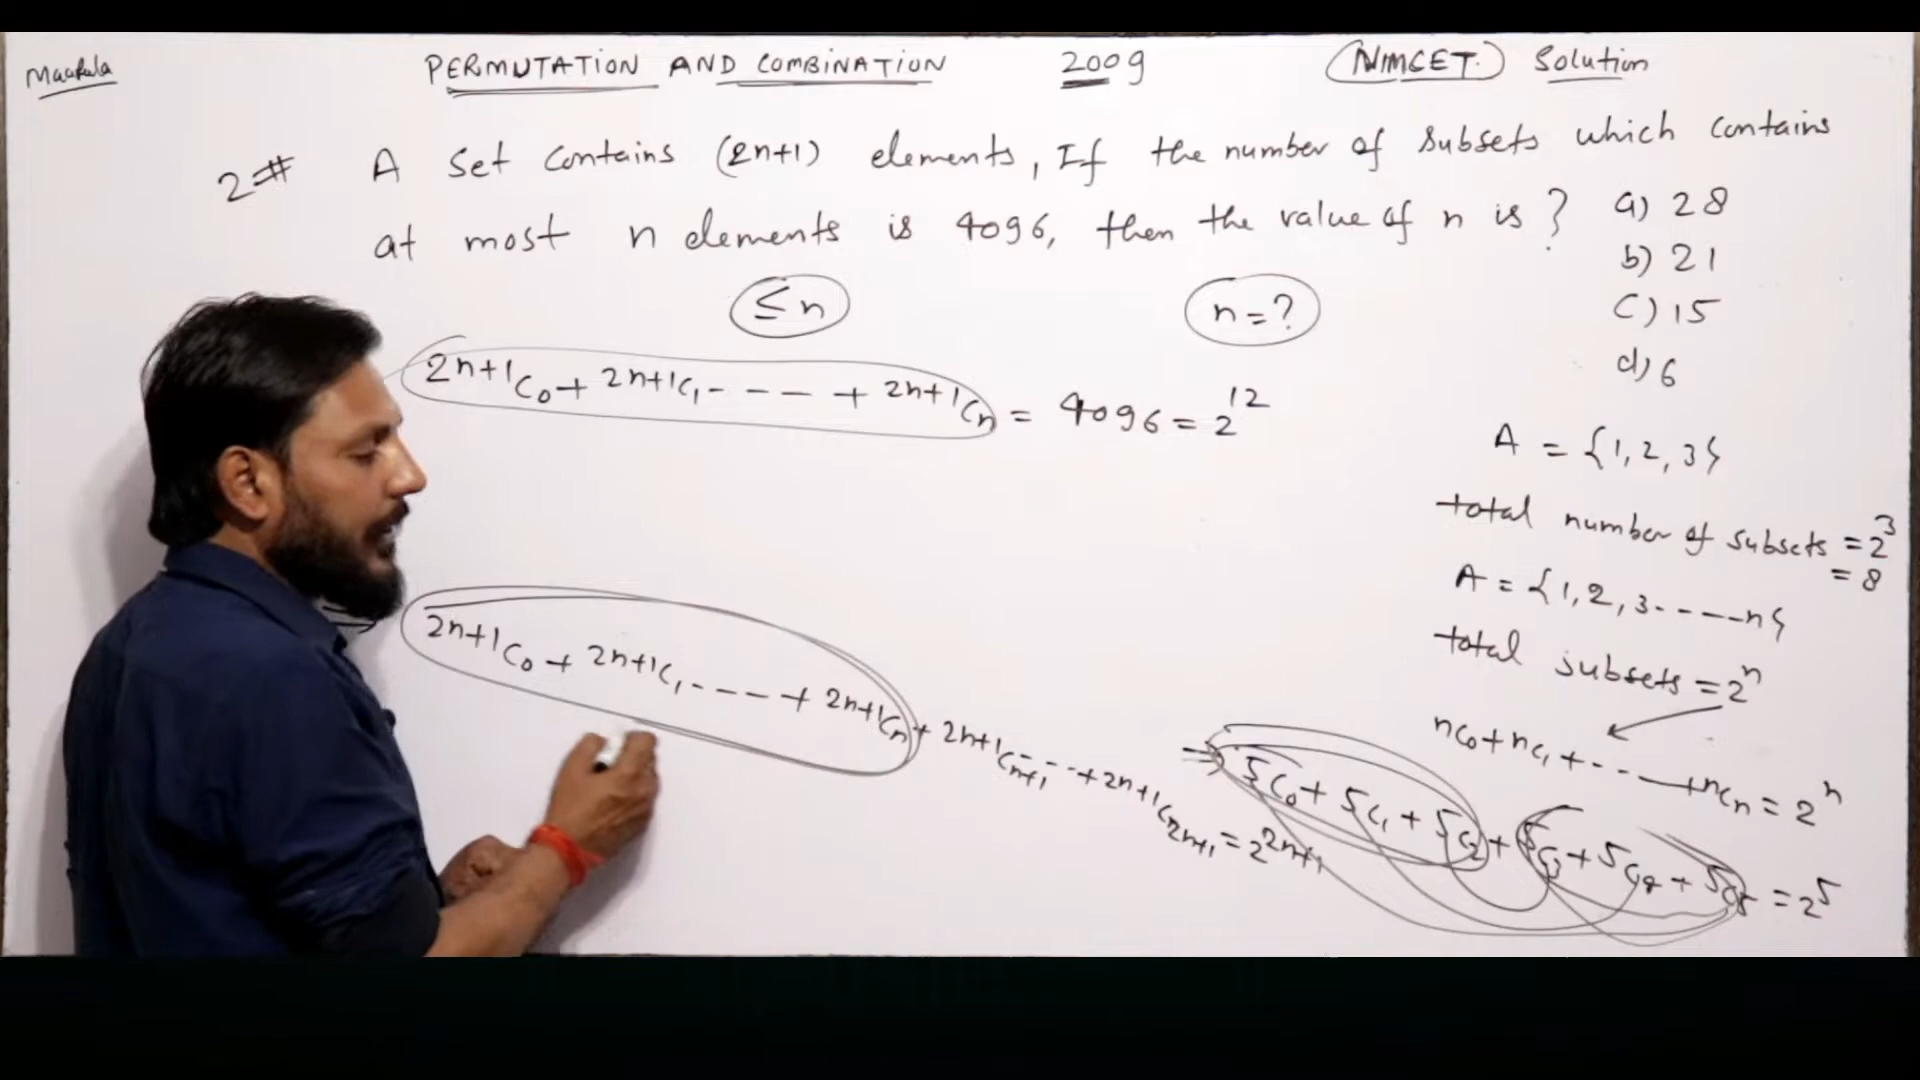 Maarula
PERMUTATION AND COMBINATION 2009 NIMCET. Solution
2# A set contains (2n+1) elements, If the number of subsets which contains
at most n elements is 4096, then the value of n is?
a) 28
b) 21
c) 15
d) 6
≤n
n=?
2n+1C0 + 2n+1C1 - - - - + 2n+1Cn = 4096 = 2^12
A = {1, 2, 3}
total number of subsets = 2^3
= 8
A = {1, 2, 3 - - - - - n}
total subsets = 2^n
nC0 + nC1 + - - - — + nCn = 2^n
2n+1C0 + 2n+1C1 - - - - + 2n+1Cn + 2n+1Cn+1 - - - + 2n+1C2n+1 = 2^2n+1
⇒ 5C0 + 5C1 + 5C2 + 5C3 + 5C4 + 5C5 = 2^5